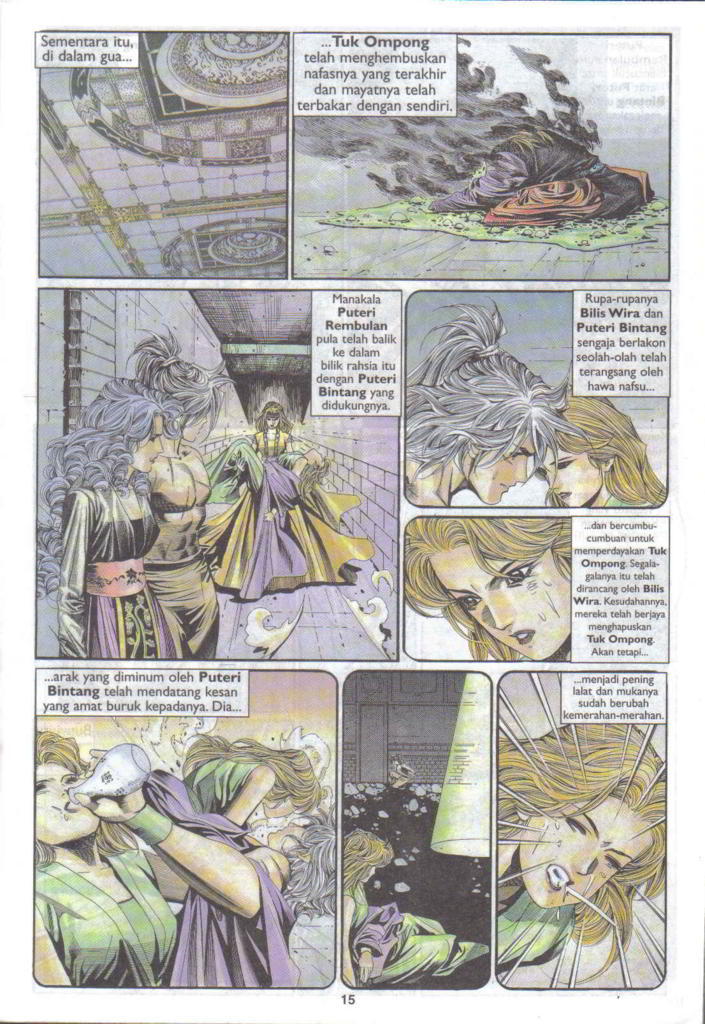 Sementara itu,
di dalam gua...
...Tuk Ompong
telah menghembuskan
nafasnya yang terakhir
dan mayatnya telah
terbakar dengan sendiri.
Manakala
Puteri
Rembulan
pula telah balik
ke dalam
bilik rahsia itu
dengan Puteri
Bintang yang
didukungnya.
Rupa-rupanya
Bilis Wira dan
Puteri Bintang
sengaja berlakon
seolah-olah telah
terangsang oleh
hawa nafsu...
...dan bercumbu-
cumbuan untuk
memperdayakan Tuk
Ompong. Segala-
galanya itu telah
dirancang oleh Bilis
Wira. Kesudahannya,
mereka telah berjaya
menghapuskan
Tuk Ompong.
Akan tetapi...
...arak yang diminum oleh Puteri
Bintang telah mendatang kesan
yang amat buruk kepadanya. Dia...
...menjadi pening
lalat dan mukanya
sudah berubah
kemerahan-merahan.
15